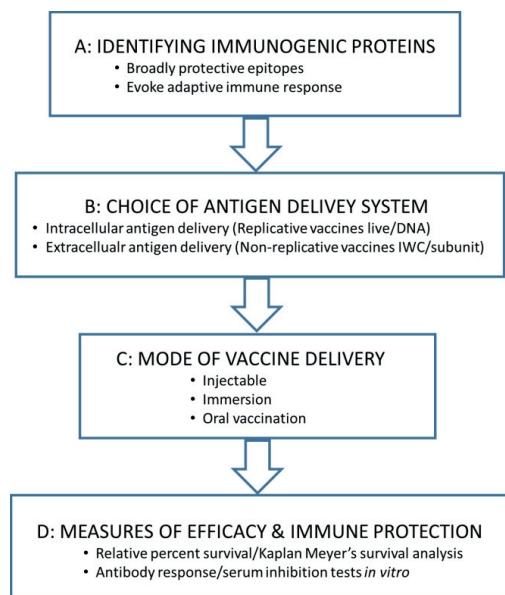 A: IDENTIFYING IMMUNOGENIC PROTEINS
• Broadly protective epitopes
• Evoke adaptive immune response
B: CHOICE OF ANTIGEN DELIVEY SYSTEM
• Intracellular antigen delivery (Replicative vaccines live/DNA)
• Extracellualr antigen delivery (Non-replicative vaccines IWC/subunit)
C: MODE OF VACCINE DELIVERY
• Injectable
• Immersion
• Oral vaccination
D: MEASURES OF EFFICACY & IMMUNE PROTECTION
• Relative percent survival/Kaplan Meyer’s survival analysis
• Antibody response/serum inhibition tests in vitro